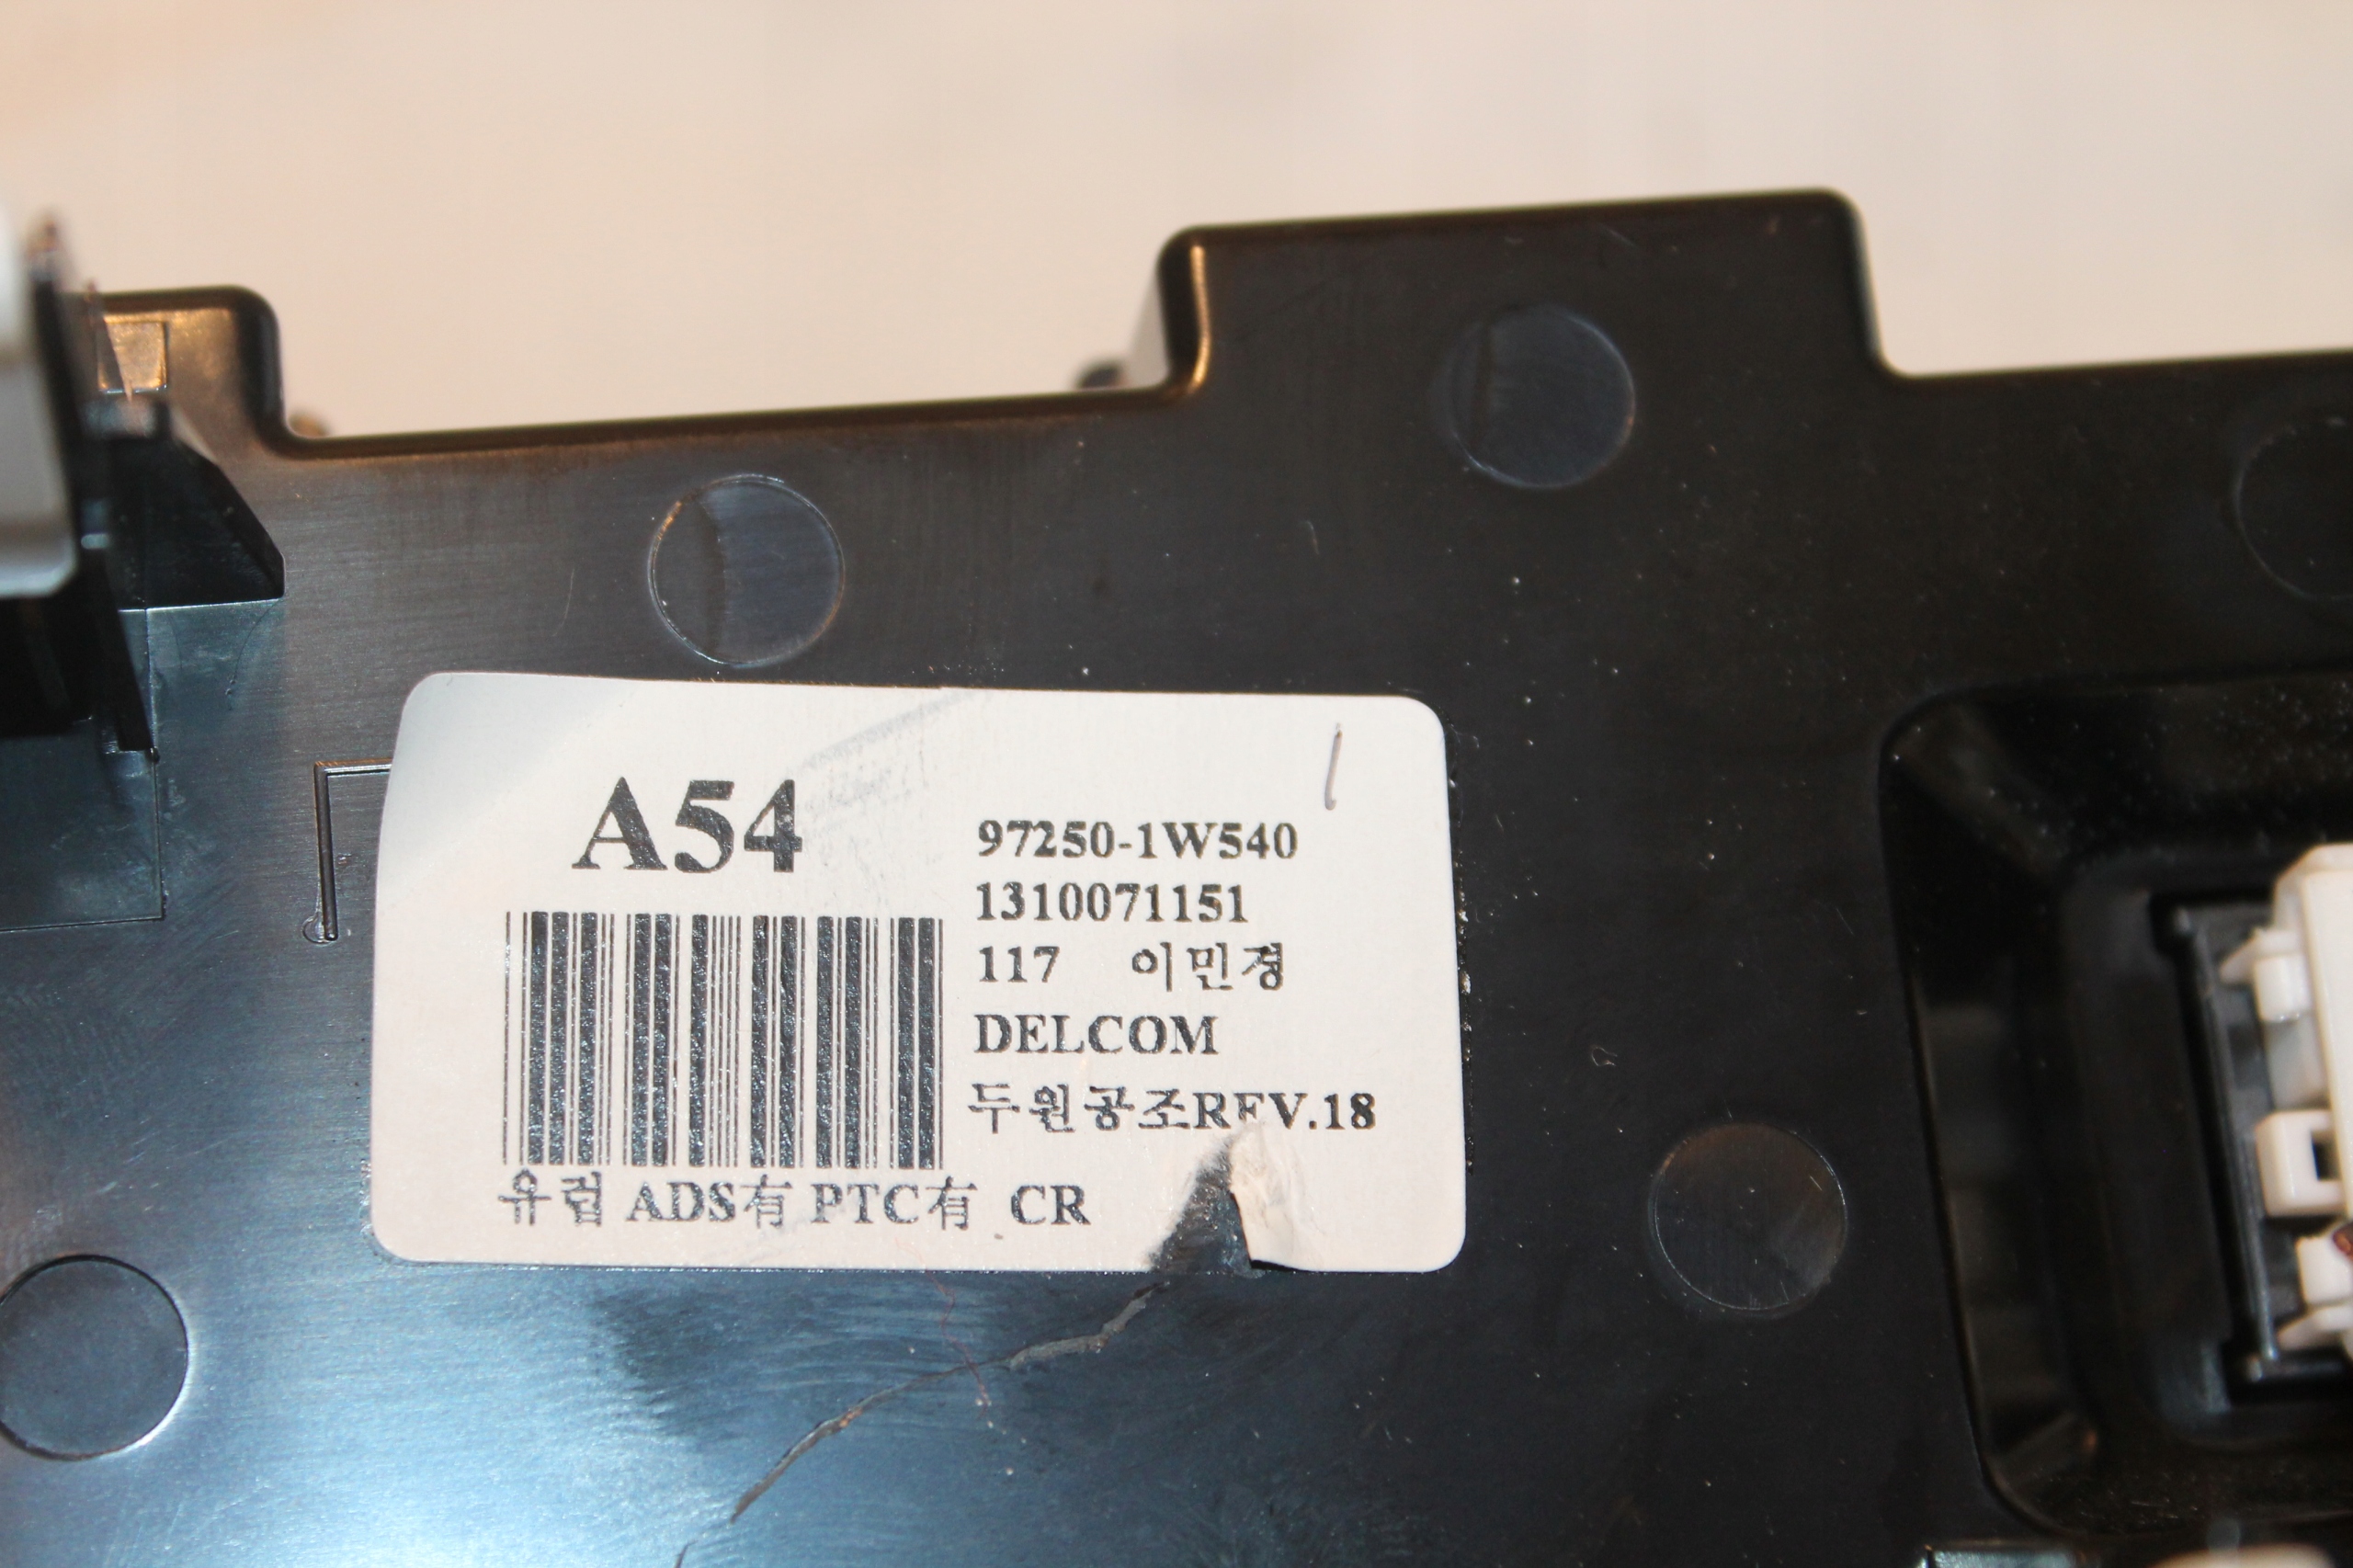 A54
97250-1W540
1310071151
117 이민경
DELCOM
두원공조REV.18
유럽 ADS有 PTC有 CR